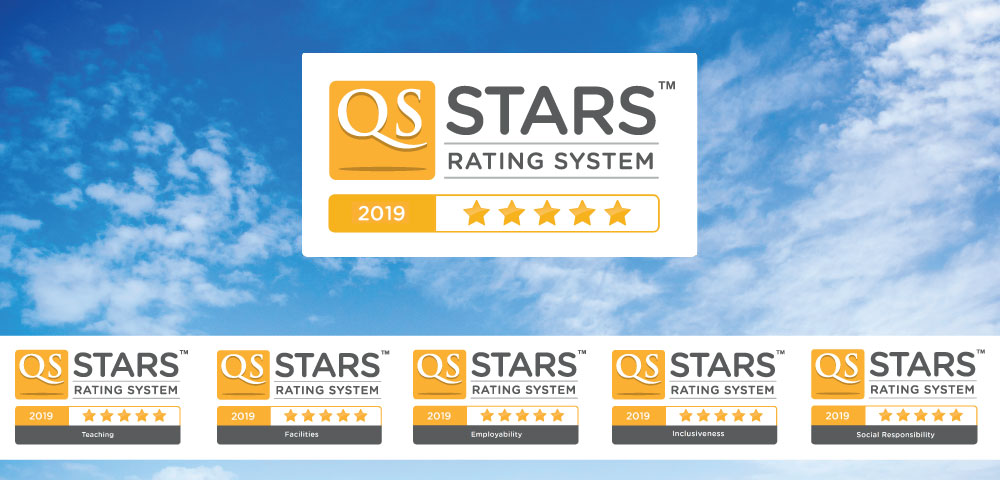 QS STARS™
RATING SYSTEM
2019
QS STARS™
RATING SYSTEM
2019
Teaching
QS STARS™
RATING SYSTEM
2019
Facilities
QS STARS™
RATING SYSTEM
2019
Employability
QS STARS™
RATING SYSTEM
2019
Inclusiveness
QS STARS™
RATING SYSTEM
2019
Social Responsibility